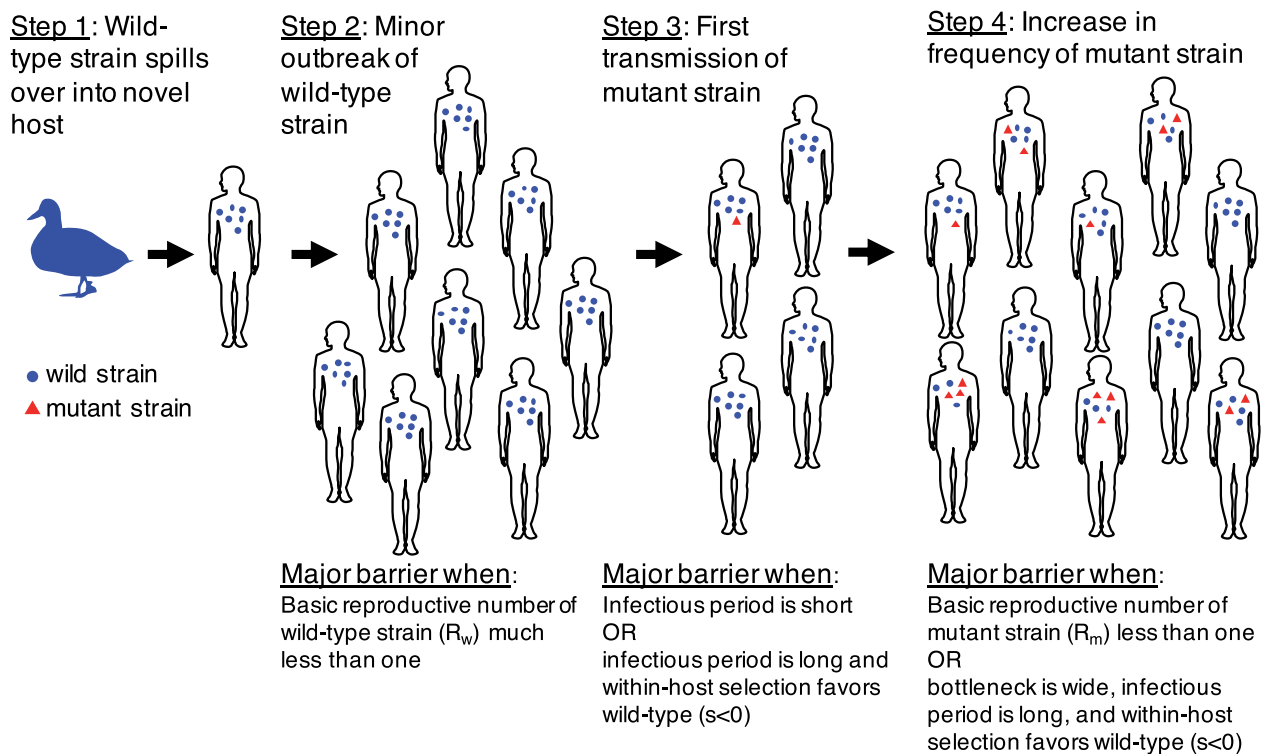 Step 1: Wild-
type strain spills
over into novel
host
Step 2: Minor
outbreak of
wild-type
strain
Step 3: First
transmission of
mutant strain
Step 4: Increase in
frequency of mutant strain
wild strain
mutant strain
Major barrier when:
Basic reproductive number of
wild-type strain (Rw) much
less than one
Major barrier when:
Infectious period is short
OR
infectious period is long and
within-host selection favors
wild-type (s<0)
Major barrier when:
Basic reproductive number of
mutant strain (Rm) less than one
OR
bottleneck is wide, infectious
period is long, and within-host
selection favors wild-type (s<0)